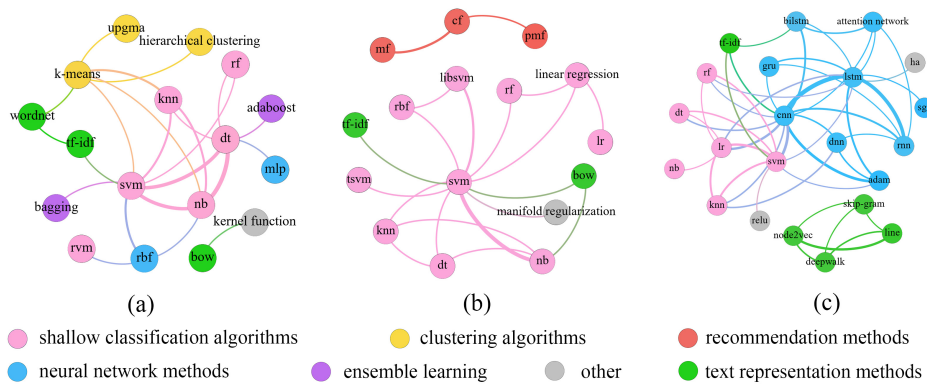 upgma
hierarchical clustering
rf
k-means
knn
adaboost
wordnet
dt
tf-idf
mlp
svm
nb
bagging
kernel function
rvm
rbf
bow
(a)
cf
mf
pmf
libsvm
linear regression
rf
rbf
tf-idf
lr
tsvm
svm
bow
manifold regularization
knn
dt
nb
(b)
bilstm
attention network
tf-idf
rf
gru
lstm
ha
dt
cnn
sg
lr
dnn
rnn
nb
svm
adam
knn
relu
skip-gram
node2vec
line
deepwalk
(c)
shallow classification algorithms
clustering algorithms
recommendation methods
neural network methods
ensemble learning
other
text representation methods